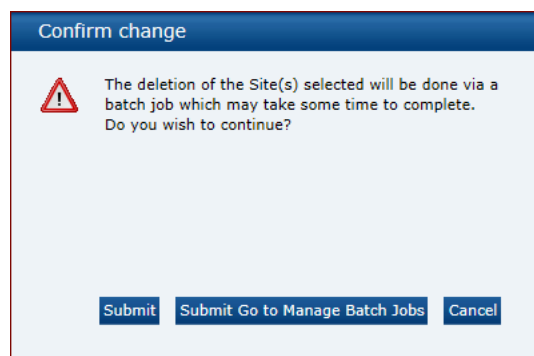 Confirm change
The deletion of the Site(s) selected will be done via a
batch job which may take some time to complete.
Do you wish to continue?
Submit Submit Go to Manage Batch Jobs Cancel